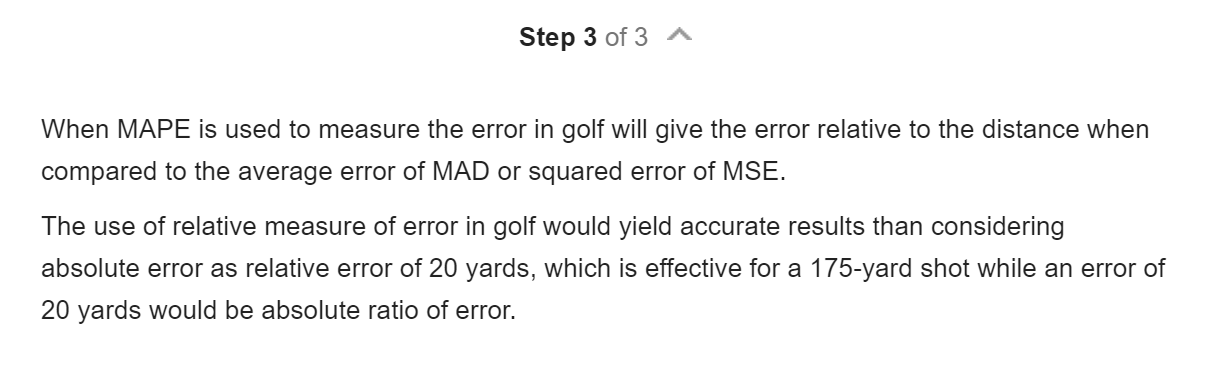 Step 3 of 3
When MAPE is used to measure the error in golf will give the error relative to the distance when
compared to the average error of MAD or squared error of MSE.
The use of relative measure of error in golf would yield accurate results than considering
absolute error as relative error of 20 yards, which is effective for a 175-yard shot while an error of
20 yards would be absolute ratio of error.